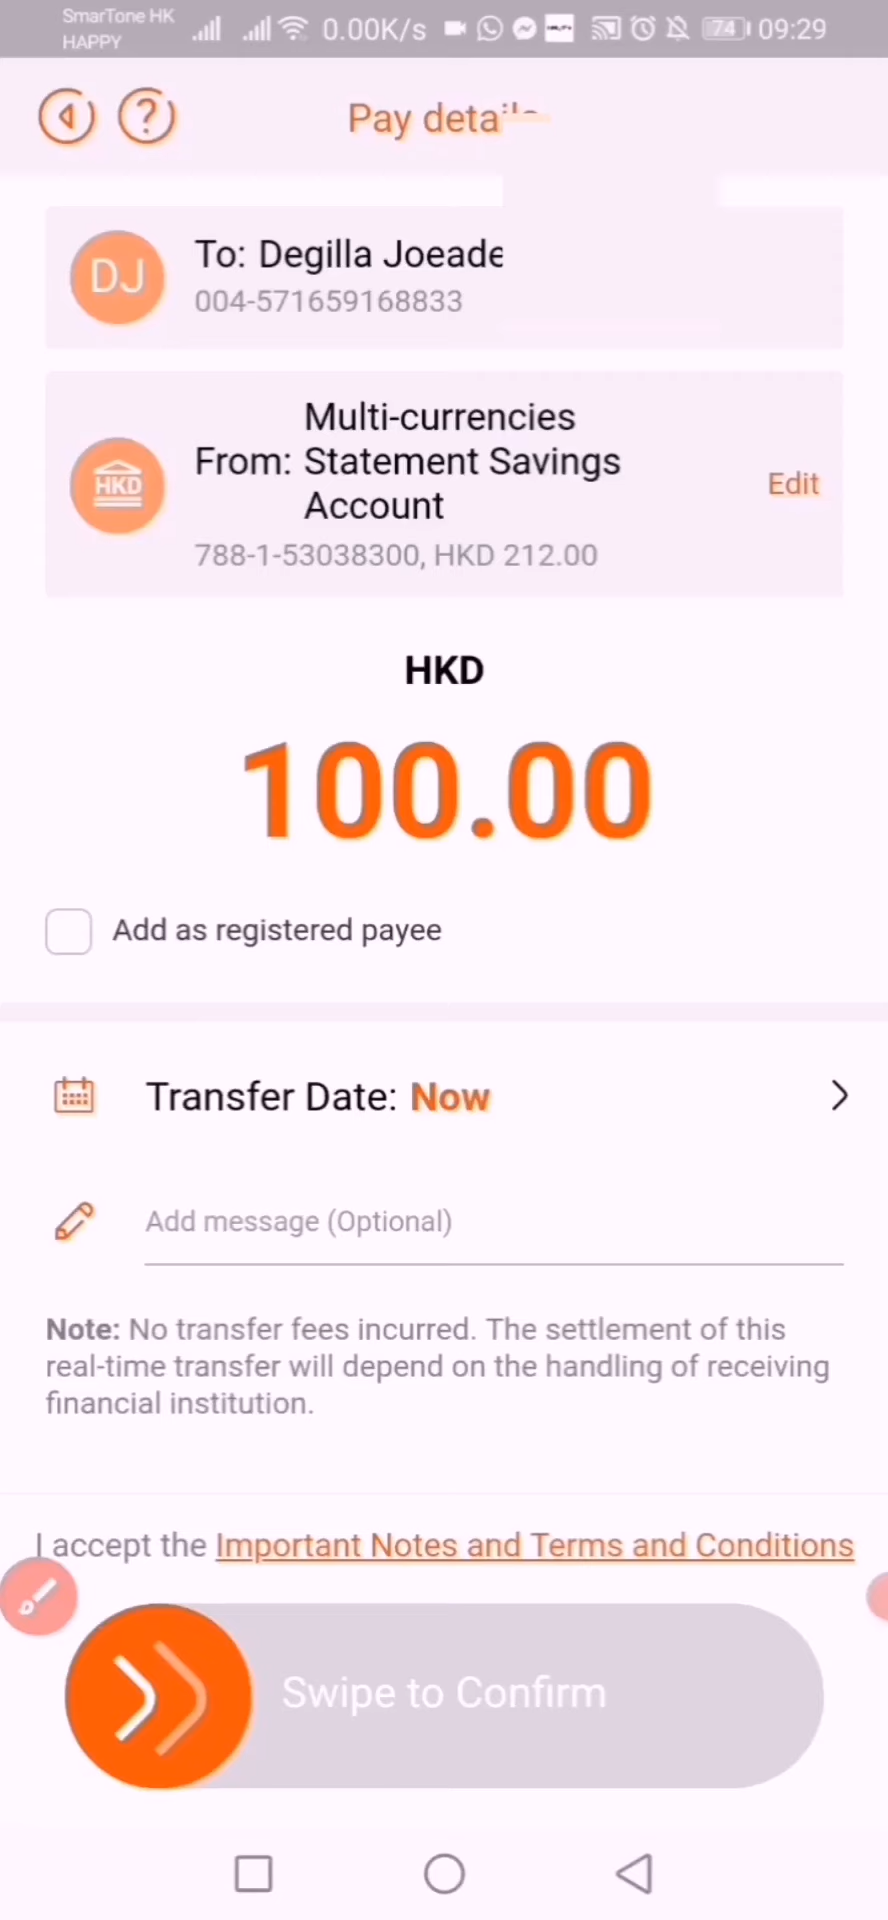 SmarTone HK
HAPPY
0.00K/s
74
09:29
Pay
DJ
To: Degilla
004-571659168833
Multi-currencies
From: Statement Savings
Account
HKD
Edit
788-1-53038300, HKD 212.00
HKD
100.00
Add as registered payee
Transfer Date: Now
Add message (Optional)
Note: No transfer fees incurred. The settlement of this
real-time transfer will depend on the handling of receiving
financial institution.
I accept the Important Notes and Terms and Conditions
Swipe to Confirm